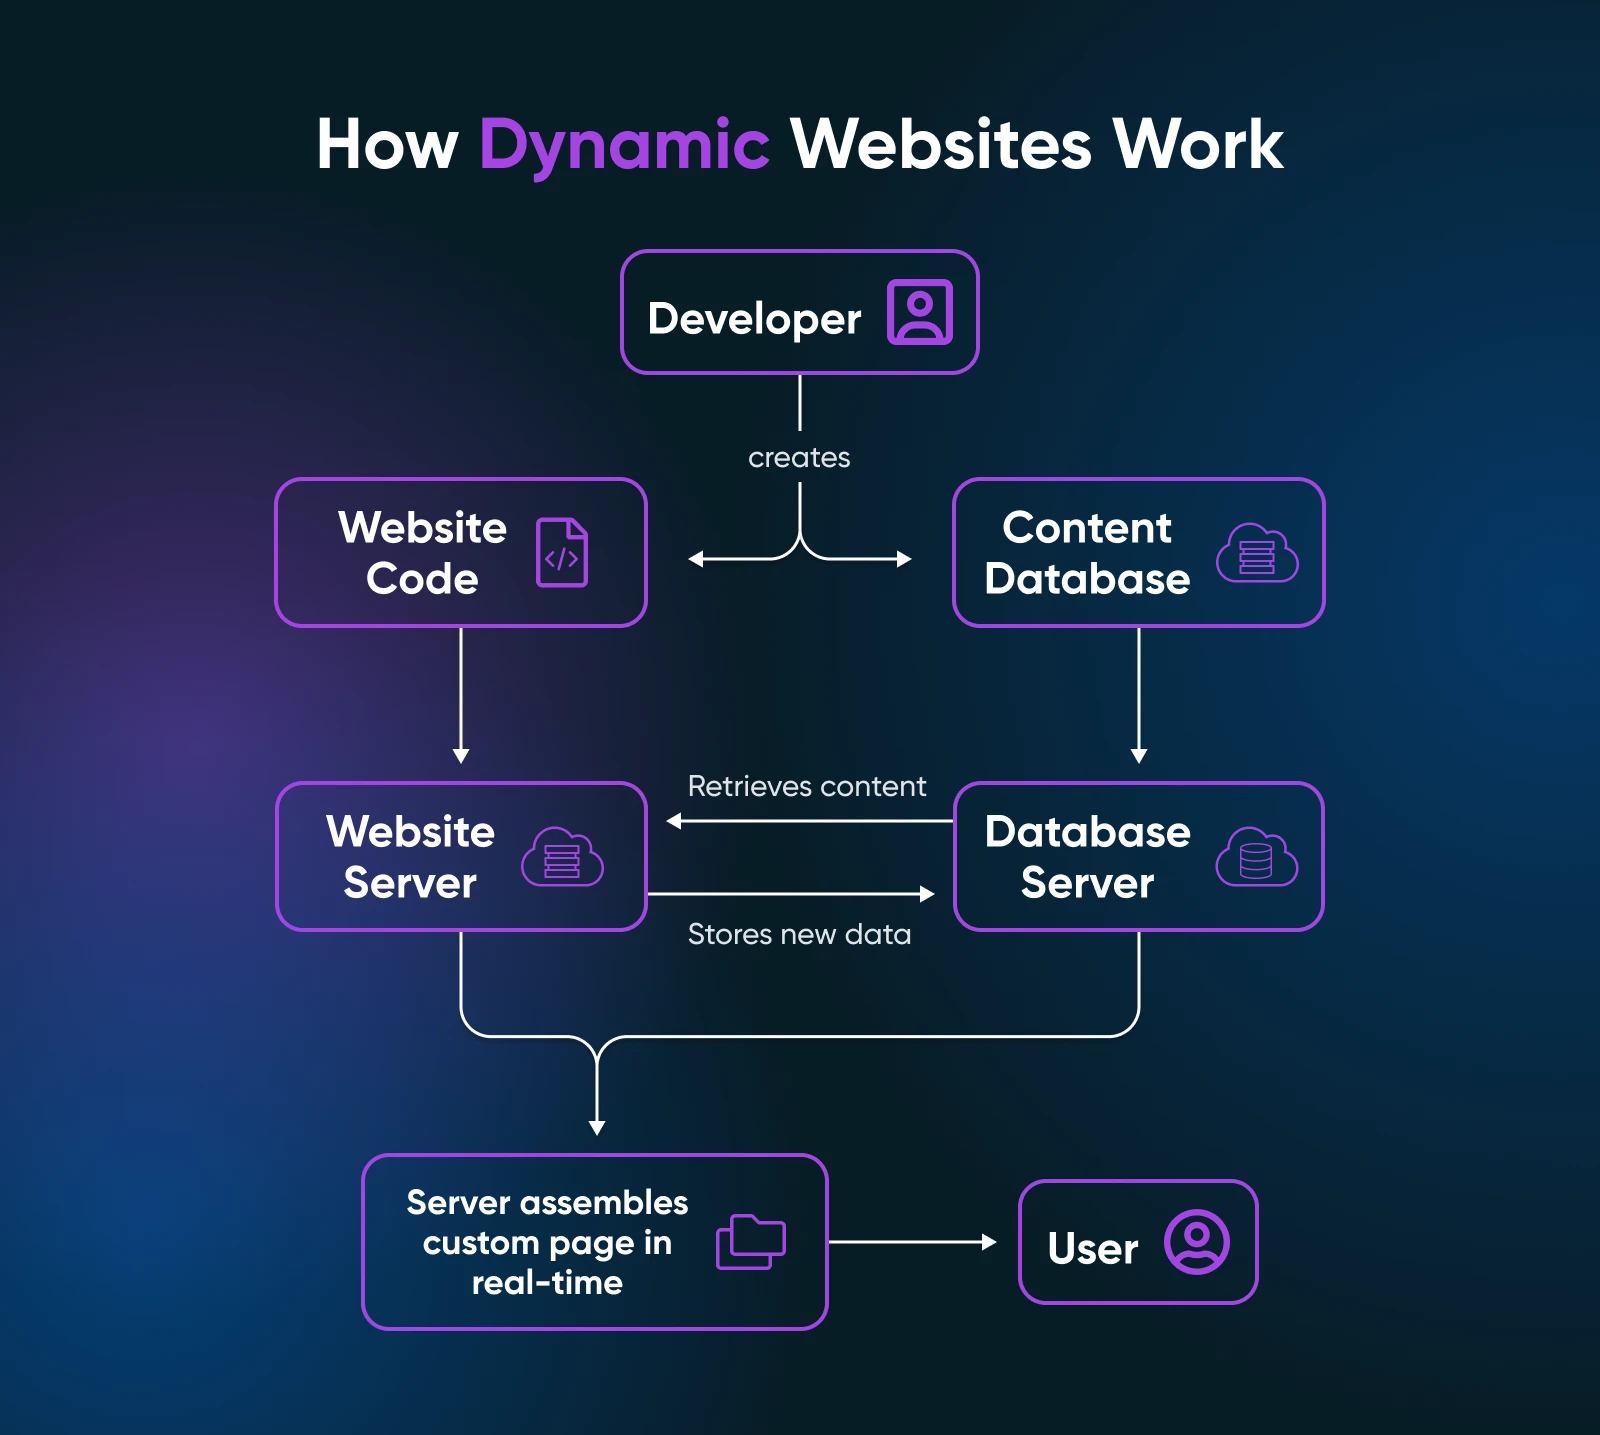 How Dynamic Websites Work
Developer
creates
Website
Code
</>
Content
Database
Retrieves content
Website
Server
Database
Server
Stores new data
Server assembles
custom page in
real-time
User